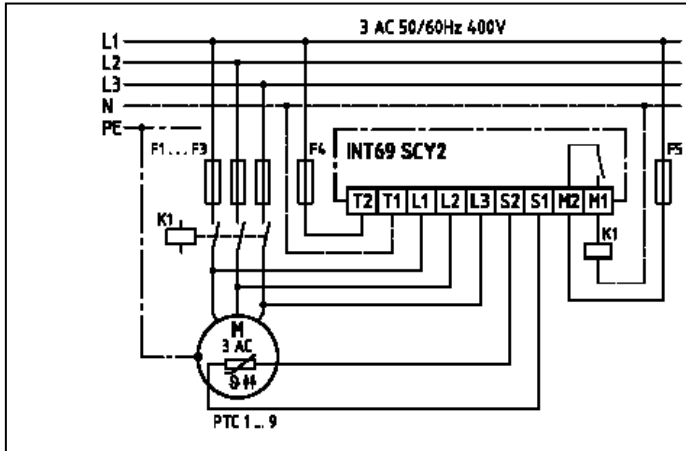 3 AC 50/60Hz 400V
L1
L2
L3
N
PE
F1...F3
F4
INT69 SCY2
F5
T2 T1 L1 L2 L3 S2 S1 M2 M1
K1
K1
M
3 AC
PTC 1...9